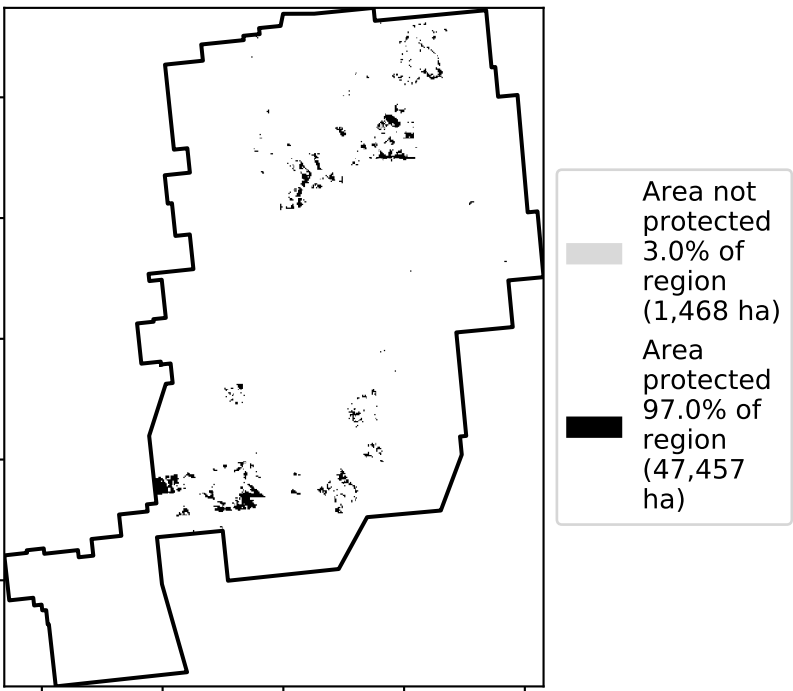 Area not
protected
3.0% of
region
(1,468 ha)
Area
protected
97.0% of
region
(47,457
ha)